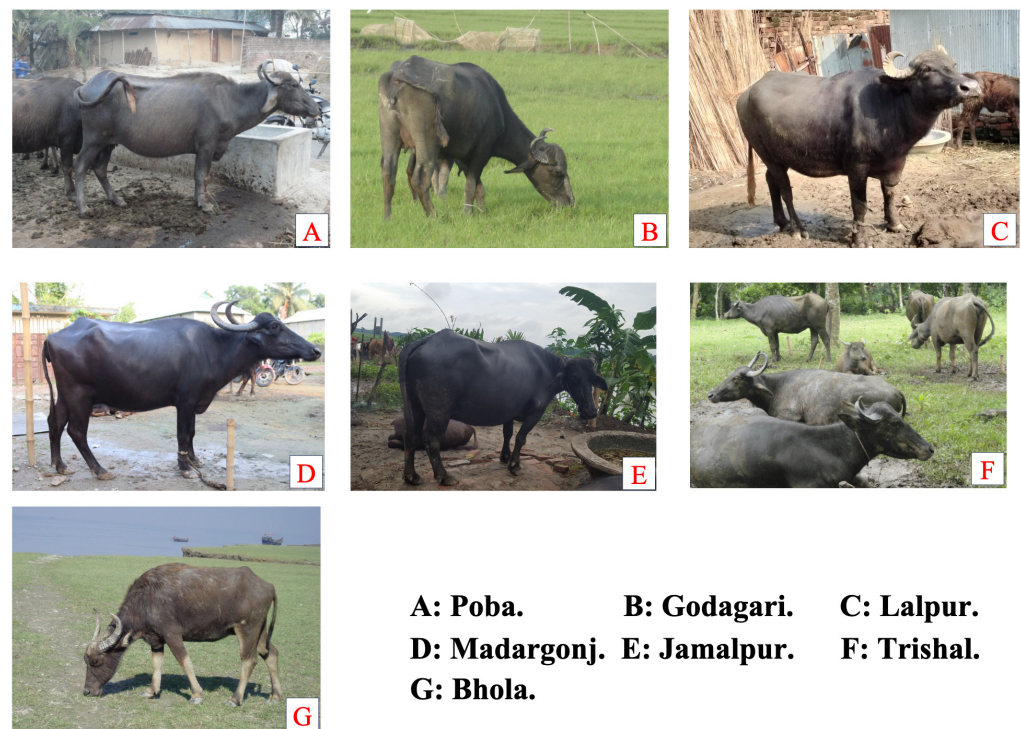 A
B
C
D
E
F
G
A: Poba. B: Godagari. C: Lalpur.
D: Madargonj. E: Jamalpur. F: Trishal.
G: Bhola.